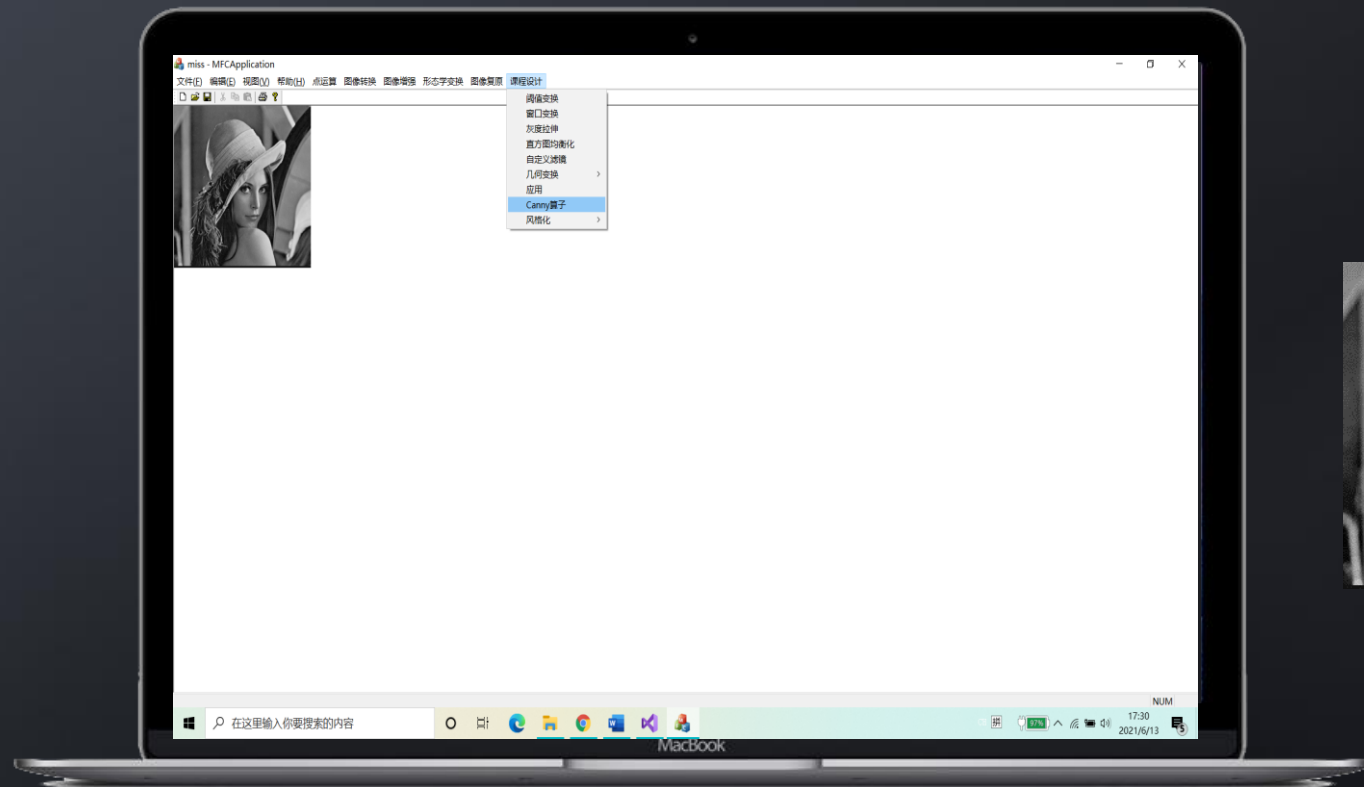 miss - MFCApplication
文件(F) 编辑(E) 视图(V) 帮助(H) 点运算 图像转换 图像增强 形态学变换 图像复原 课程设计
阈值变换
窗口变换
灰度拉伸
直方图均衡化
自定义滤镜
几何变换
应用
Canny算子
风格化
NUM
在这里输入你要搜索的内容
拼
97%
17:30
2021/6/13
5
MacBook